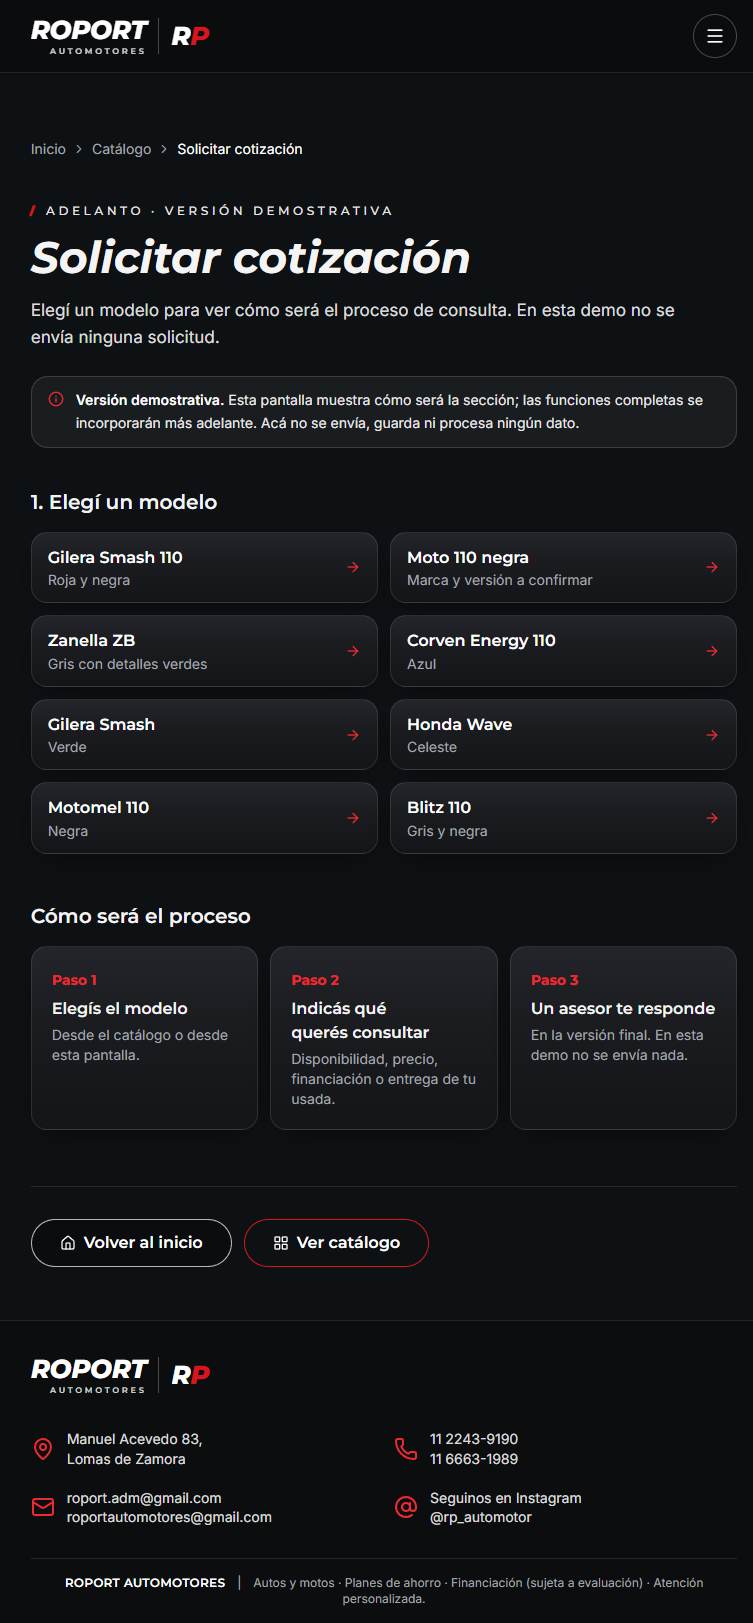 ROPORT
AUTOMOTORES
RP
Inicio > Catálogo > Solicitar cotización
/ ADELANTO · VERSIÓN DEMOSTRATIVA
Solicitar cotización
Elegí un modelo para ver cómo será el proceso de consulta. En esta demo no se
envía ninguna solicitud.
Versión demostrativa. Esta pantalla muestra cómo será la sección; las funciones completas se
incorporarán más adelante. Acá no se envía, guarda ni procesa ningún dato.
1. Elegí un modelo
Gilera Smash 110
Roja y negra
Moto 110 negra
Marca y versión a confirmar
Zanella ZB
Gris con detalles verdes
Corven Energy 110
Azul
Gilera Smash
Verde
Honda Wave
Celeste
Motomel 110
Negra
Blitz 110
Gris y negra
Cómo será el proceso
Paso 1
Elegís el modelo
Desde el catálogo o desde
esta pantalla.
Paso 2
Indicás qué
querés consultar
Disponibilidad, precio,
financiación o entrega de tu
usada.
Paso 3
Un asesor te responde
En la versión final. En esta
demo no se envía nada.
Volver al inicio
Ver catálogo
ROPORT
AUTOMOTORES
RP
Manuel Acevedo 83,
Lomas de Zamora
11 2243-9190
11 6663-1989
roport.adm@gmail.com
roportautomotores@gmail.com
Seguinos en Instagram
@rp_automotor
ROPORT AUTOMOTORES | Autos y motos · Planes de ahorro · Financiación (sujeta a evaluación) · Atención
personalizada.